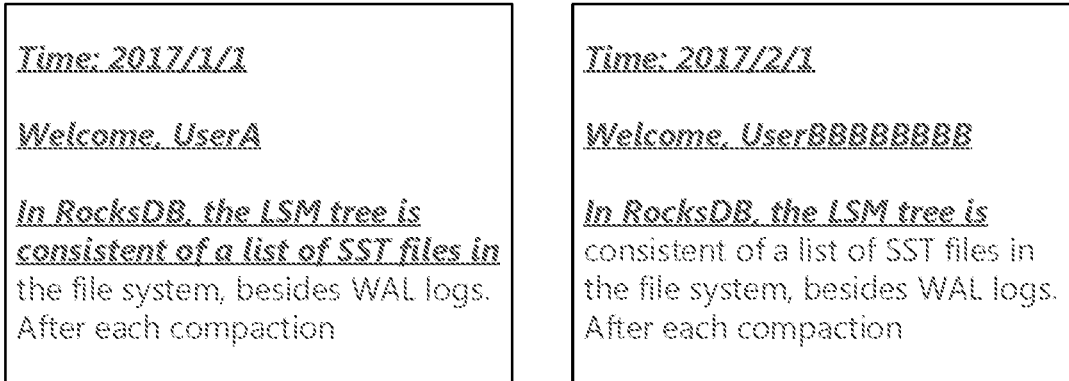 Time: 2017/1/1
Welcome, UserA
In RocksDB, the LSM tree is
consistent of a list of SST files in
the file system, besides WAL logs.
After each compaction
Time: 2017/2/1
Welcome, UserBBBBBBBB
In RocksDB, the LSM tree is
consistent of a list of SST files in
the file system, besides WAL logs.
After each compaction